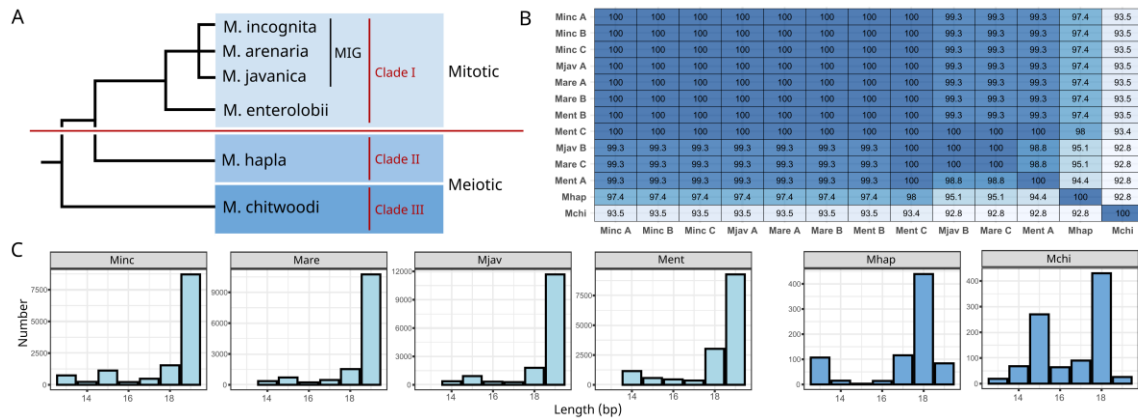 A
M. incognita
M. arenaria
M. javanica
MIG
Clade I
Mitotic
M. enterolobii
M. hapla
Clade II
Meiotic
M. chitwoodi
Clade III
B
Minc A 100 100 100 100 100 100 100 100 99.3 99.3 99.3 97.4 93.5
Minc B 100 100 100 100 100 100 100 100 99.3 99.3 99.3 97.4 93.5
Minc C 100 100 100 100 100 100 100 100 99.3 99.3 99.3 97.4 93.5
Mjav A 100 100 100 100 100 100 100 100 99.3 99.3 99.3 97.4 93.5
Mare A 100 100 100 100 100 100 100 100 99.3 99.3 99.3 97.4 93.5
Mare B 100 100 100 100 100 100 100 100 99.3 99.3 99.3 97.4 93.5
Ment B 100 100 100 100 100 100 100 100 99.3 99.3 99.3 97.4 93.5
Ment C 100 100 100 100 100 100 100 100 100 100 100 98 93.4
Mjav B 99.3 99.3 99.3 99.3 99.3 99.3 99.3 100 100 100 98.8 95.1 92.8
Mare C 99.3 99.3 99.3 99.3 99.3 99.3 99.3 100 100 100 98.8 95.1 92.8
Ment A 99.3 99.3 99.3 99.3 99.3 99.3 99.3 100 98.8 98.8 100 94.4 92.8
Mhap 97.4 97.4 97.4 97.4 97.4 97.4 97.4 98 95.1 95.1 94.4 100 92.8
Mchi 93.5 93.5 93.5 93.5 93.5 93.5 93.5 93.4 92.8 92.8 92.8 92.8 100
Minc A Minc B Minc C Mjav A Mare A Mare B Ment B Ment C Mjav B Mare C Ment A Mhap Mchi
C
Number
Minc
7500
5000
2500
0
14 16 18
Mare
9000
6000
3000
0
14 16 18
Mjav
12000
9000
6000
3000
0
14 16 18
Ment
7500
5000
2500
0
14 16 18
Mhap
400
300
200
100
0
14 16 18
Mchi
400
300
200
100
0
14 16 18
Length (bp)